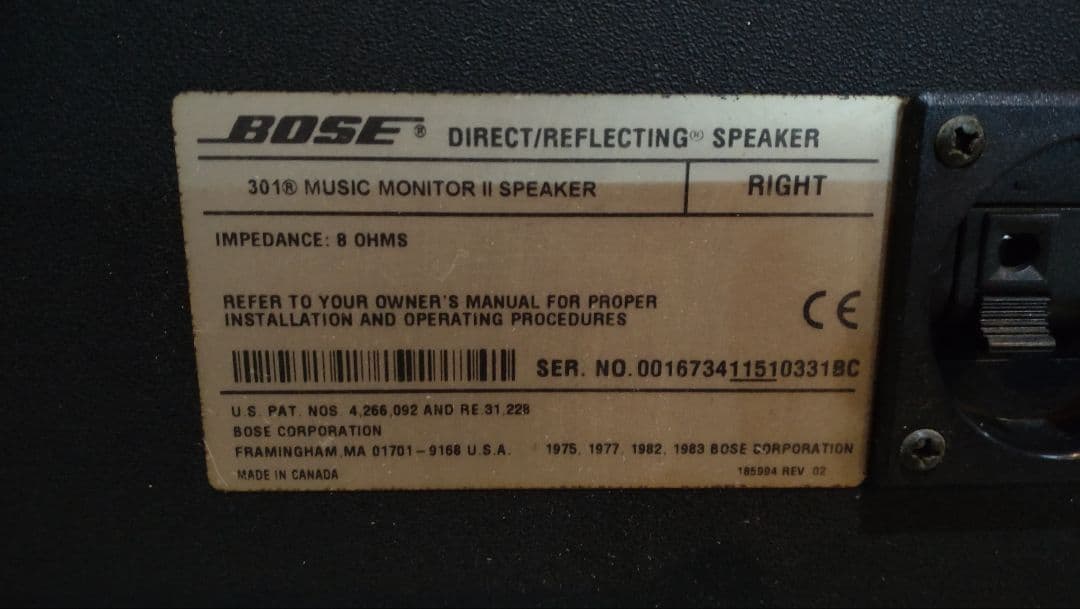 BOSE® DIRECT/REFLECTING® SPEAKER
301® MUSIC MONITOR II SPEAKER RIGHT
IMPEDANCE: 8 OHMS
REFER TO YOUR OWNER'S MANUAL FOR PROPER
INSTALLATION AND OPERATING PROCEDURES
CE
SER. NO. 001673411510331BC
U.S. PAT. NOS. 4,266,092 AND RE.31,228
BOSE CORPORATION
FRAMINGHAM,MA 01701-9168 U.S.A. 1975, 1977, 1982, 1983 BOSE CORPORATION
MADE IN CANADA 185994 REV 02